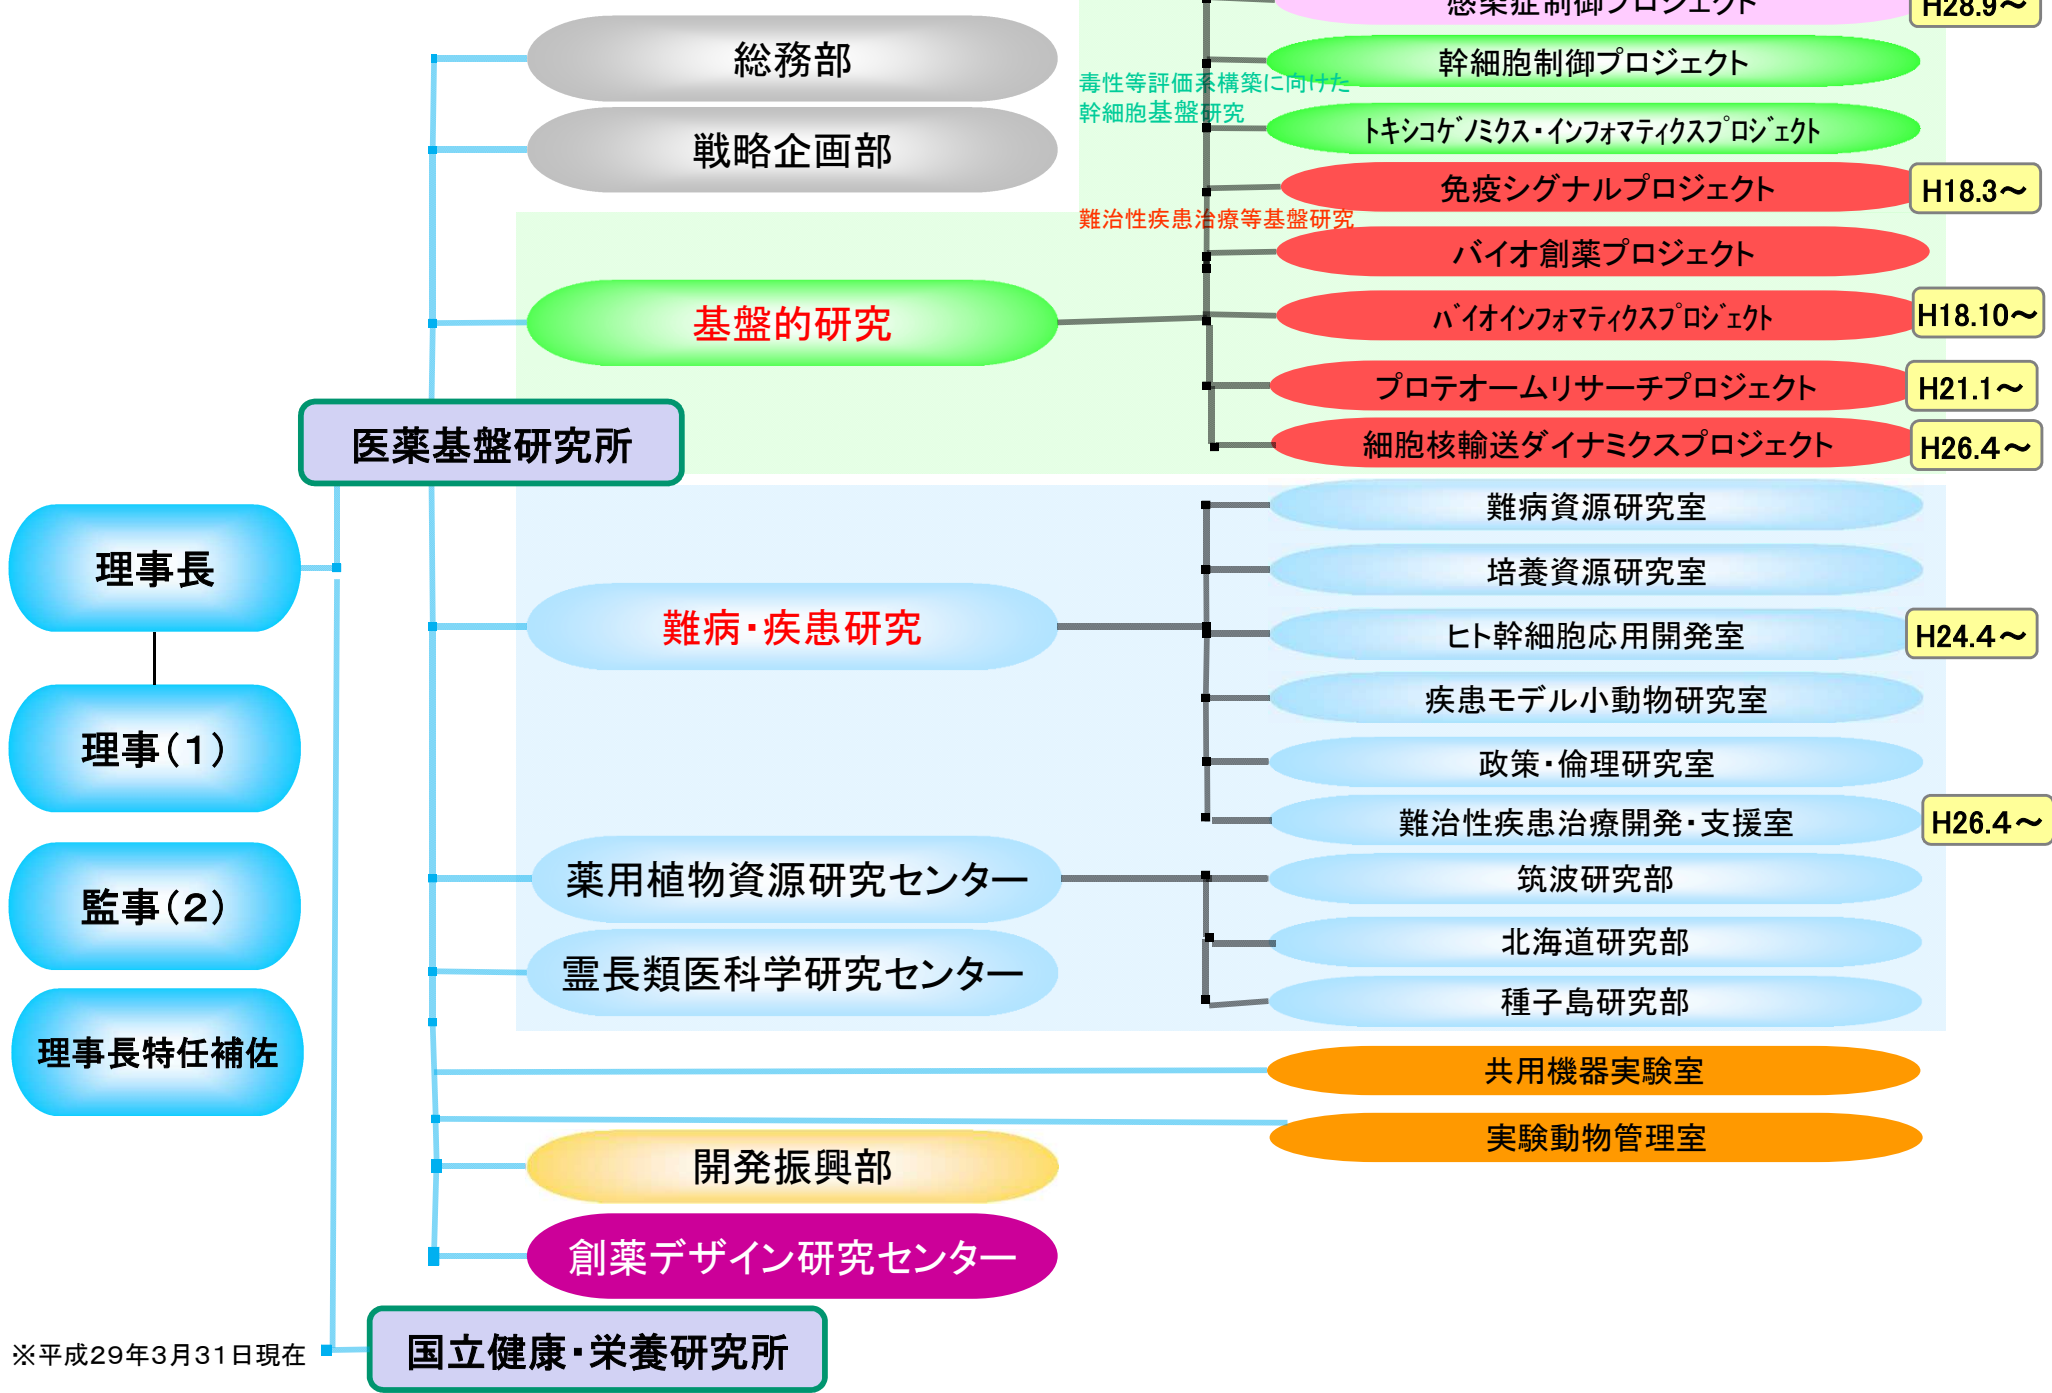 感染症制御プロジェクト
H28.9～
総務部
幹細胞制御プロジェクト
毒性等評価系構築に向けた
幹細胞基盤研究
トキシコゲノミクス・インフォマティクスプロジェクト
戦略企画部
免疫シグナルプロジェクト
H18.3～
難治性疾患治療等基盤研究
バイオ創薬プロジェクト
基盤的研究
バイオインフォマティクスプロジェクト
H18.10～
プロテオームリサーチプロジェクト
H21.1～
医薬基盤研究所
細胞核輸送ダイナミクスプロジェクト
H26.4～
難病資源研究室
理事長
培養資源研究室
難病・疾患研究
ヒト幹細胞応用開発室
H24.4～
疾患モデル小動物研究室
理事（1）
政策・倫理研究室
難治性疾患治療開発・支援室
H26.4～
薬用植物資源研究センター
筑波研究部
監事（2）
北海道研究部
霊長類医科学研究センター
種子島研究部
理事長特任補佐
共用機器実験室
実験動物管理室
開発振興部
創薬デザイン研究センター
国立健康・栄養研究所
※平成29年3月31日現在